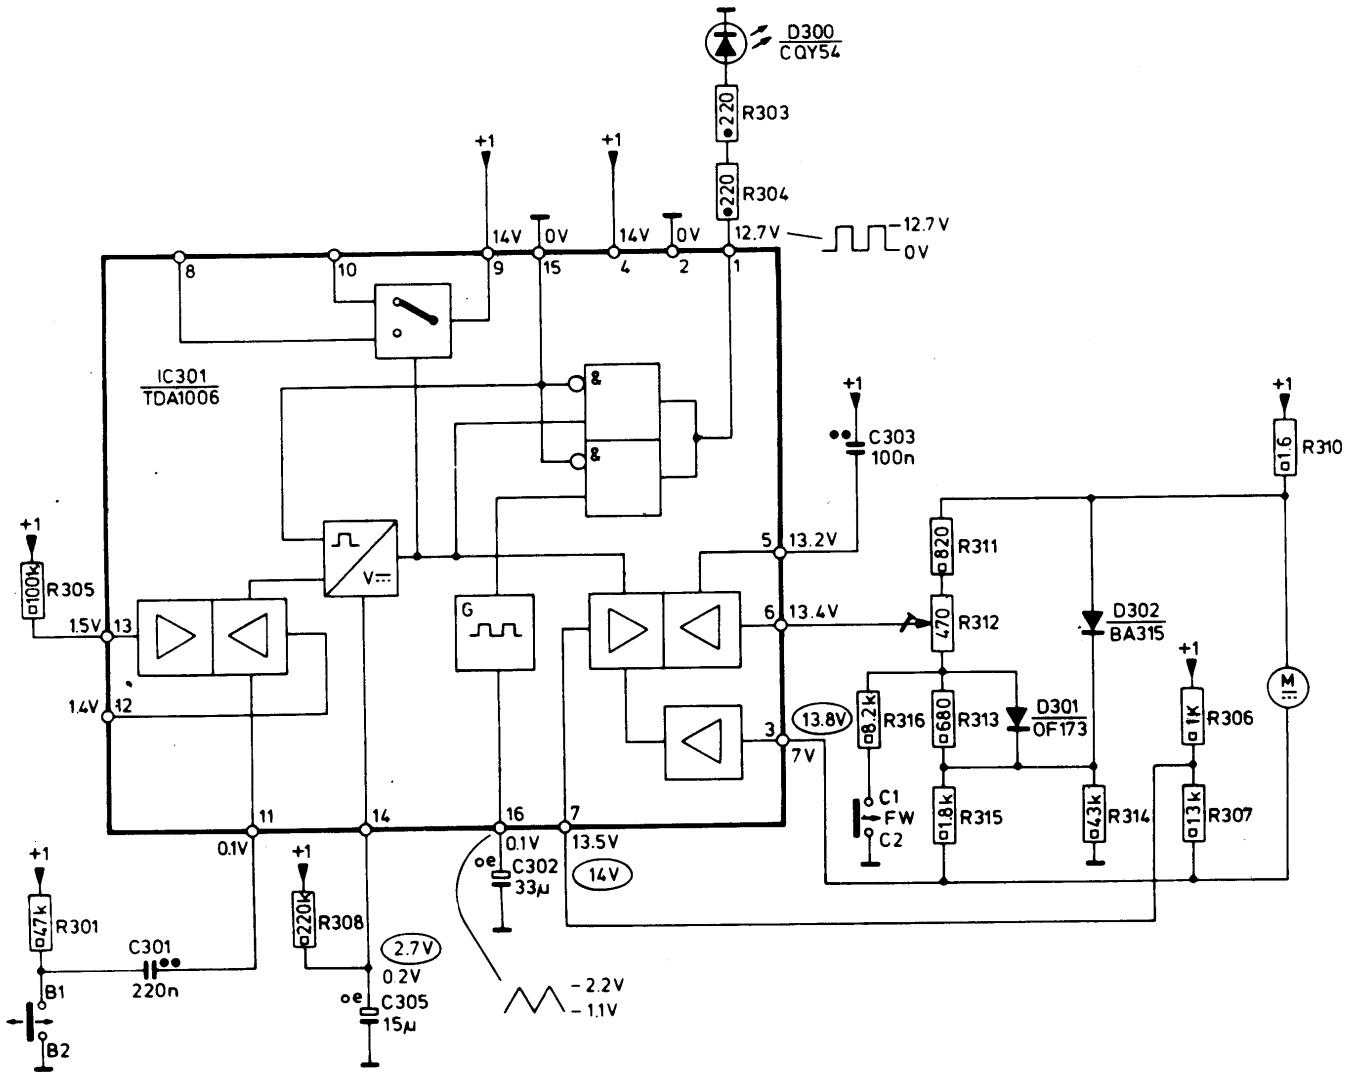 D300
CQY54
220
R303
220
R304
+1
+1
14V
0V
14V
0V
12.7V
-12.7V
0V
8
10
9
15
4
2
1
IC301
TDA1006
&
&
+1
C303
100n
+1
1.6
R310
+1
100k
R305
V
G
5
13.2V
6
13.4V
820
R311
470
R312
D302
BA315
1.5V
13
1.4V
12
3
13.8V
7V
8.2k
R316
680
R313
D301
OF173
+1
1K
R306
M
C1
FW
C2
1.8k
R315
43k
R314
1.3k
R307
11
0.1V
14
16
0.1V
7
13.5V
14V
e
C302
33µ
+1
47k
R301
+1
220k
R308
C301
220n
2.7V
0.2V
e
C305
15µ
-2.2V
-1.1V
B1
B2